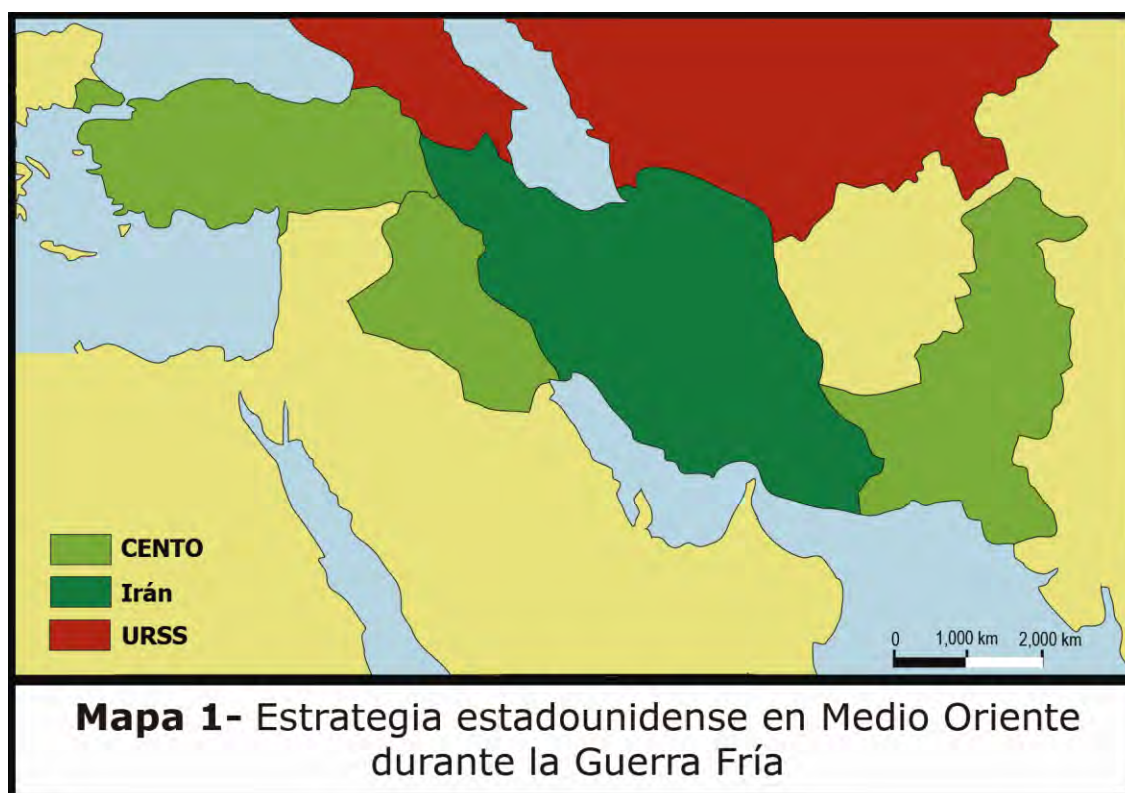 CENTO
Irán
URSS
0 1,000 km 2,000 km
Mapa 1- Estrategia estadounidense en Medio Oriente
durante la Guerra Fría